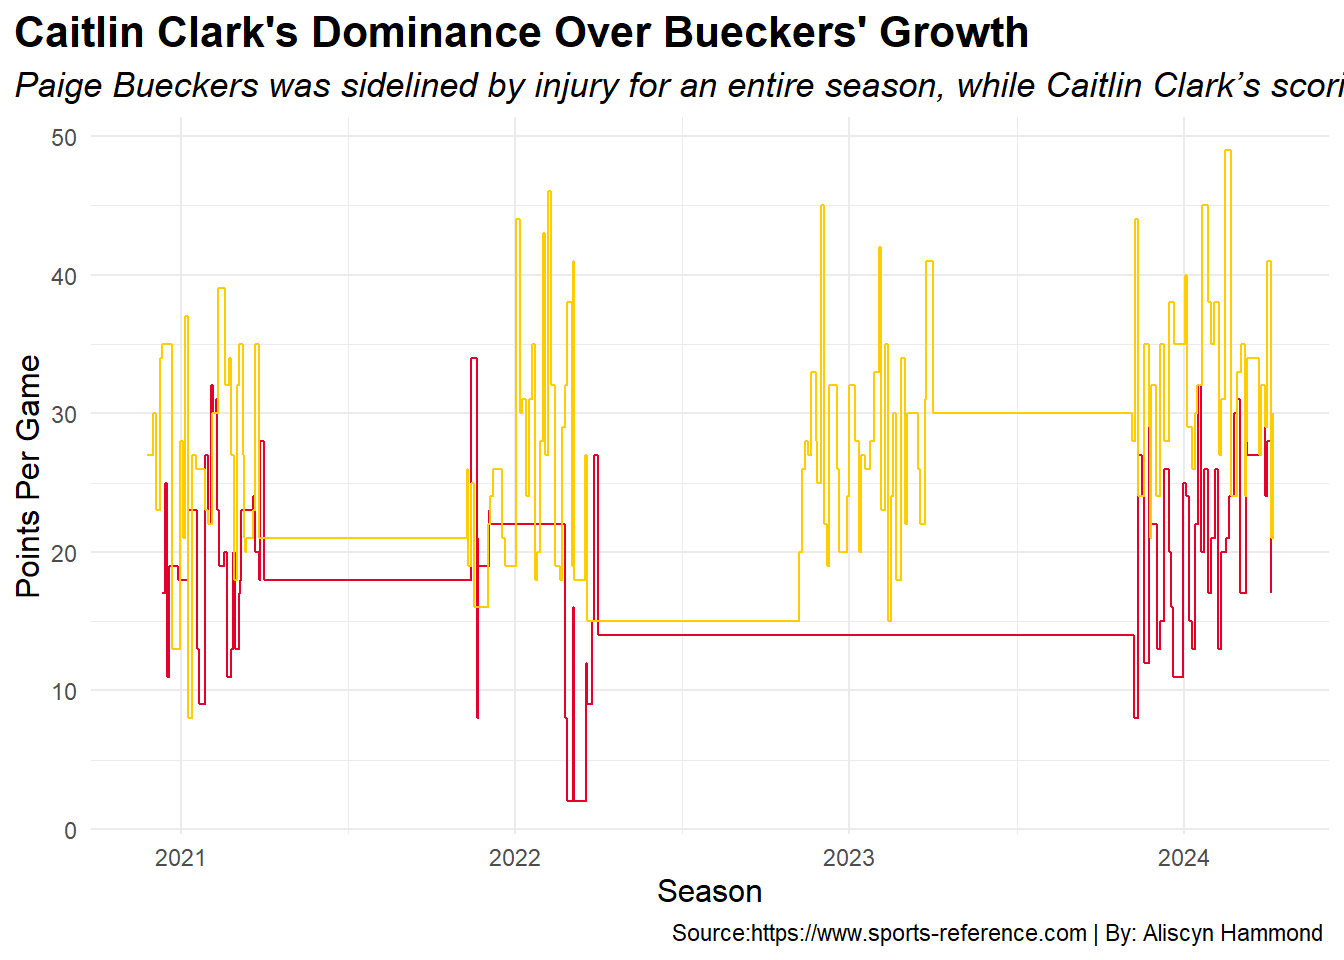 Caitlin Clark's Dominance Over Bueckers' Growth
Paige Bueckers was sidelined by injury for an entire season, while Caitlin Clark’s scori
50
40
30
20
10
0
Points Per Game
2021 2022 2023 2024
Season
Source:https://www.sports-reference.com | By: Aliscyn Hammond